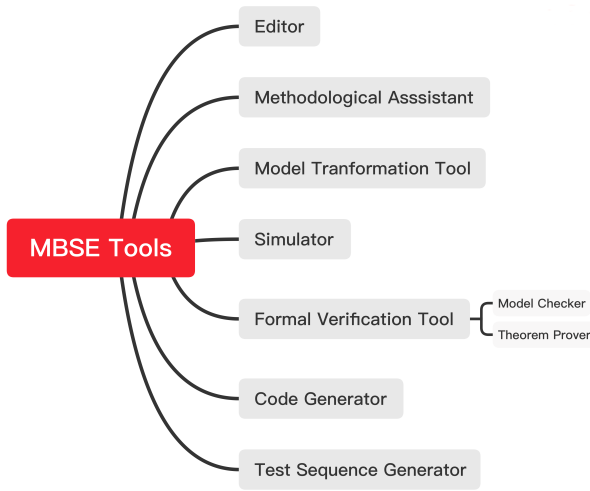 Editor
Methodological Asssistant
Model Tranformation Tool
MBSE Tools
Simulator
Formal Verification Tool
Model Checker
Theorem Prover
Code Generator
Test Sequence Generator